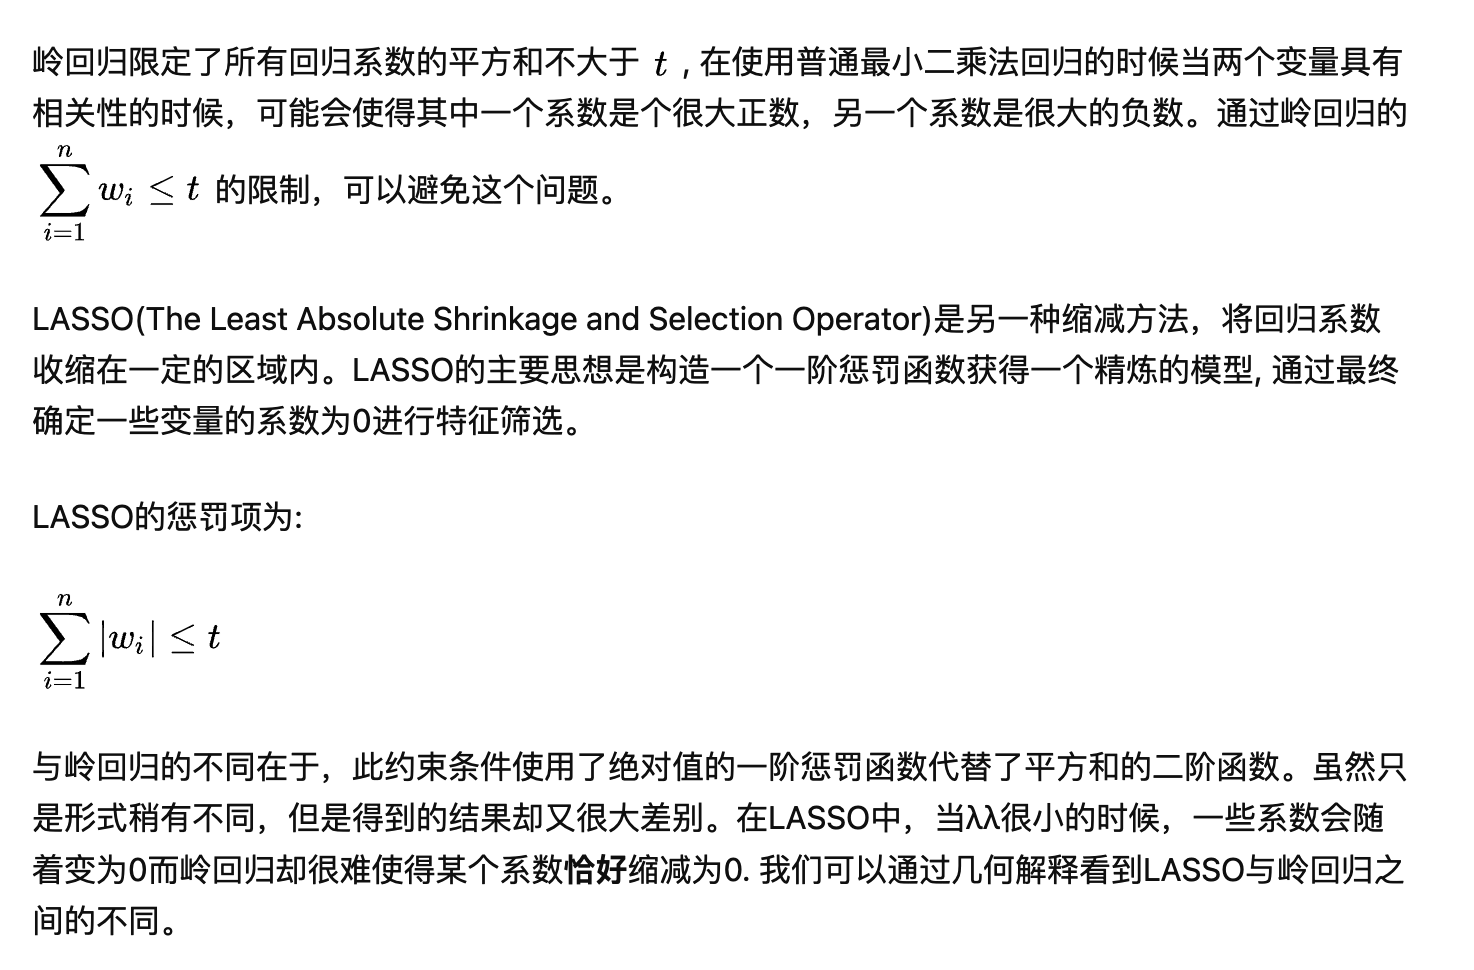 岭回归限定了所有回归系数的平方和不大于 t , 在使用普通最小二乘法回归的时候当两个变量具有
相关性的时候，可能会使得其中一个系数是个很大正数，另一个系数是很大的负数。通过岭回归的
\sum_{i=1}^{n} w_i \leq t 的限制，可以避免这个问题。
LASSO(The Least Absolute Shrinkage and Selection Operator)是另一种缩减方法，将回归系数
收缩在一定的区域内。LASSO的主要思想是构造一个一阶惩罚函数获得一个精炼的模型, 通过最终
确定一些变量的系数为0进行特征筛选。
LASSO的惩罚项为:
\sum_{i=1}^{n} |w_i| \leq t
与岭回归的不同在于，此约束条件使用了绝对值的一阶惩罚函数代替了平方和的二阶函数。虽然只
是形式稍有不同，但是得到的结果却又很大差别。在LASSO中，当λλ很小的时候，一些系数会随
着变为0而岭回归却很难使得某个系数恰好缩减为0. 我们可以通过几何解释看到LASSO与岭回归之
间的不同。